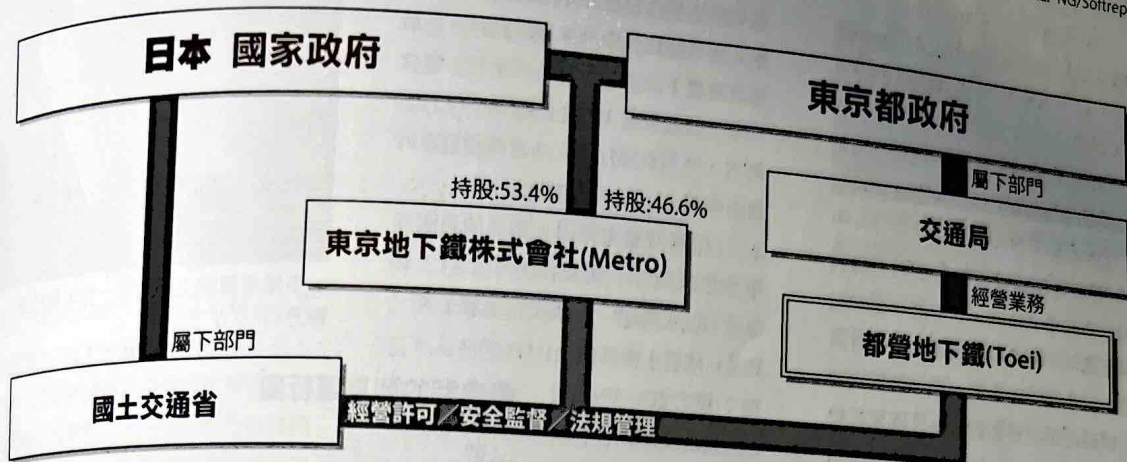 NG/Softrep
日本 國家政府
東京都政府
屬下部門
持股:53.4%
持股:46.6%
交通局
東京地下鐵株式會社(Metro)
經營業務
屬下部門
都營地下鐵(Toei)
國土交通省
經營許可/安全監督/法規管理